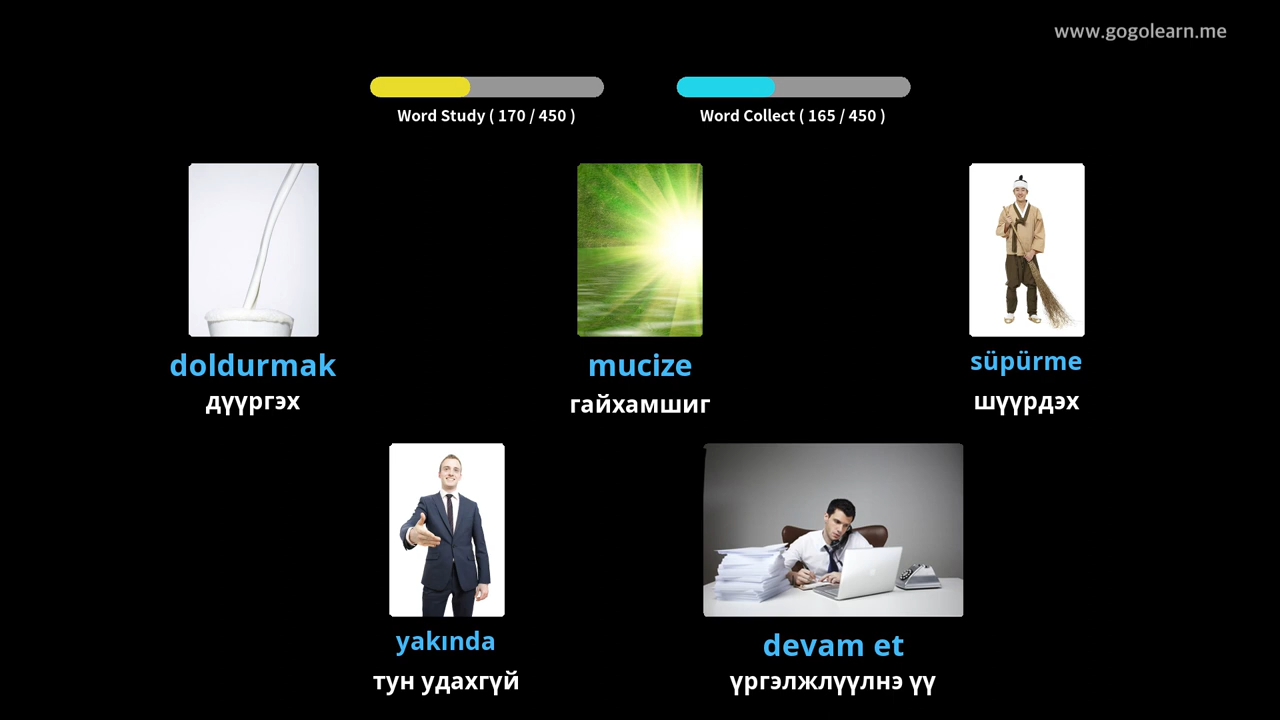 www.gogolearn.me
Word Study ( 170 / 450 )
Word Collect ( 165 / 450 )
doldurmak
дүүргэх
mucize
гайхамшиг
süpürme
шүүрдэх
yakında
тун удахгүй
devam et
үргэлжлүүлнэ үү